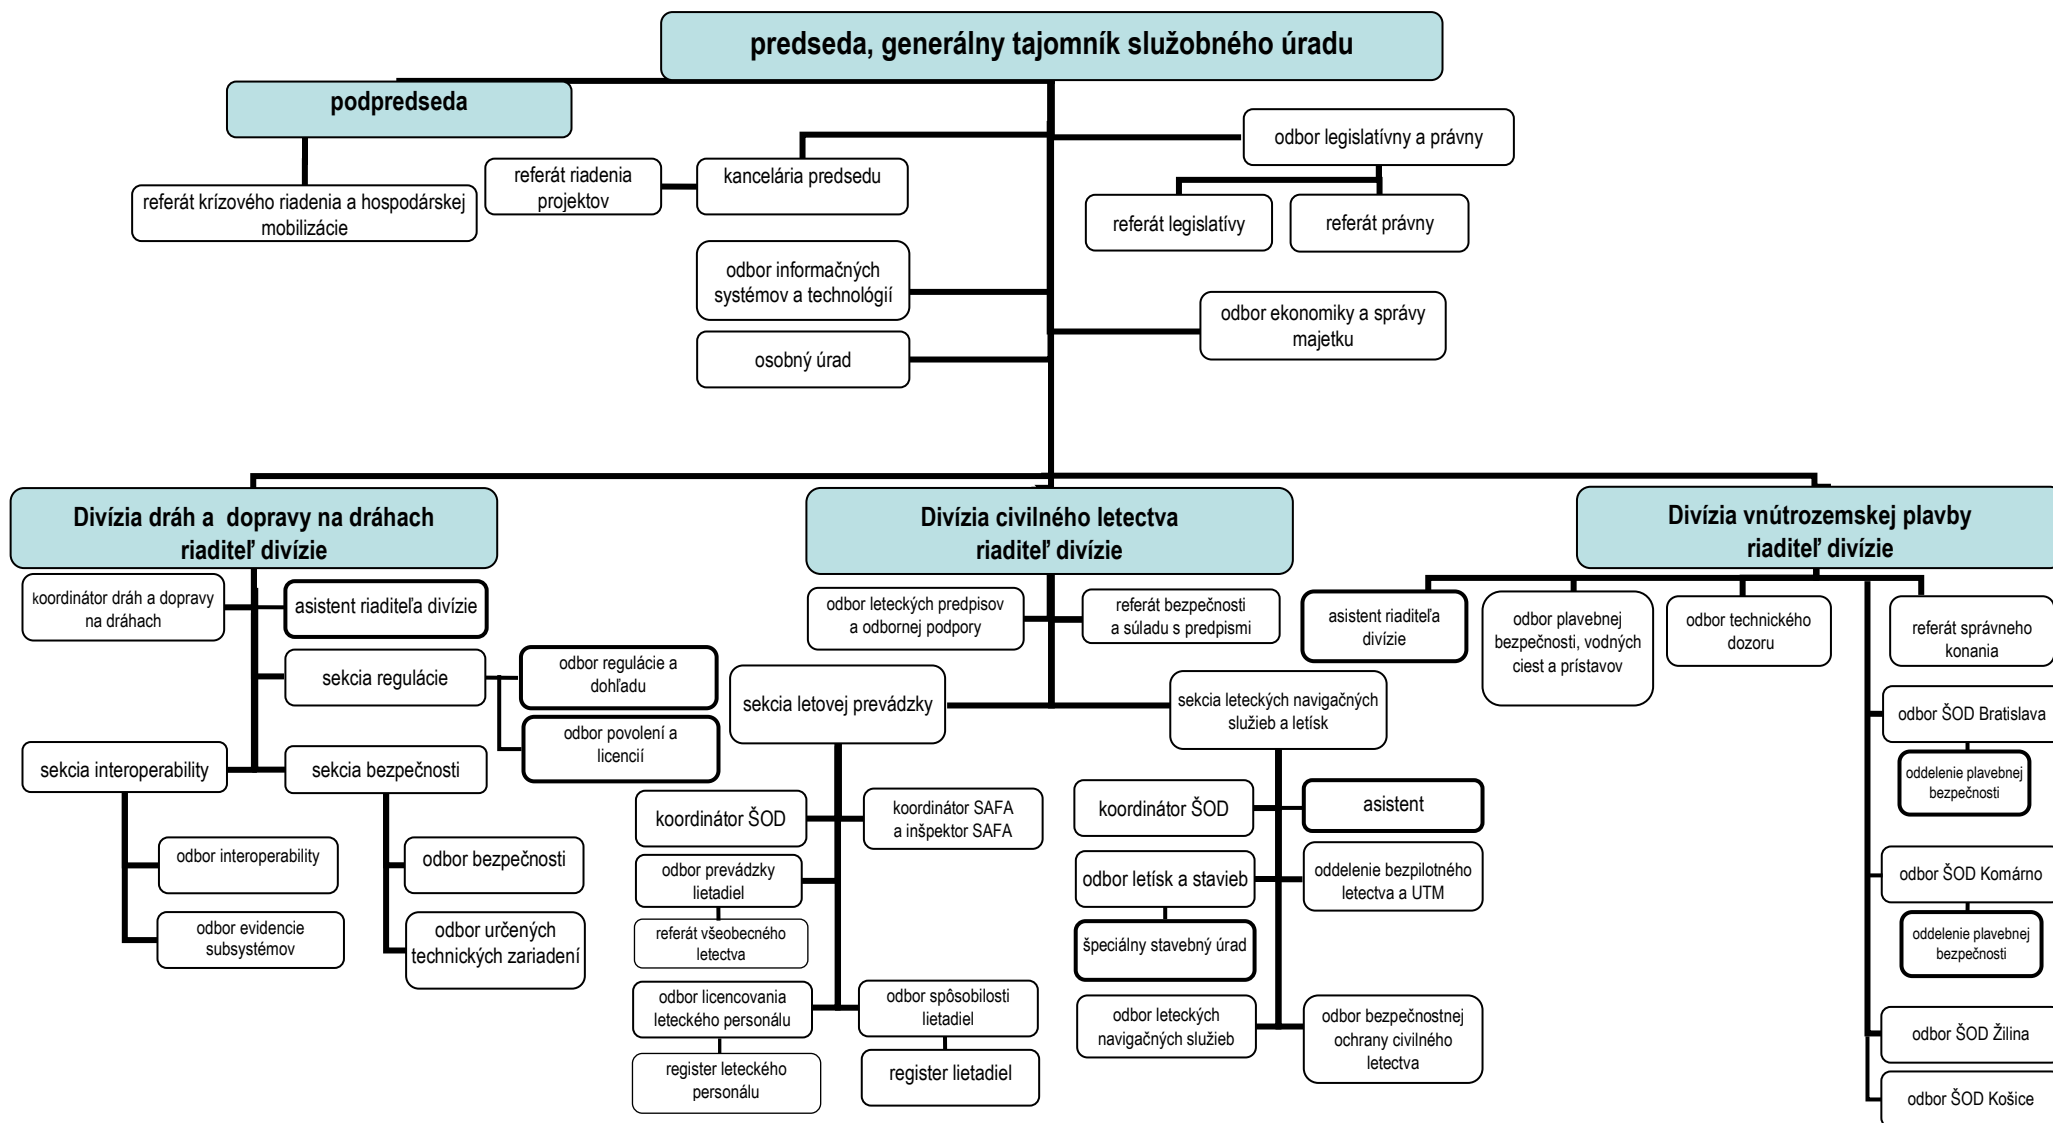 predseda, generálny tajomník služobného úradu
podpredseda
odbor legislatívny a právny
referát riadenia
projektov
kancelária predsedu
referát krízového riadenia a hospodárskej
mobilizácie
referát legislatívy
referát právny
odbor informačných
systémov a technológií
odbor ekonomiky a správy
majetku
osobný úrad
Divízia dráh a dopravy na dráhach
riaditeľ divízie
koordinátor dráh a dopravy
na dráhach
asistent riaditeľa divízie
sekcia regulácie
odbor regulácie a
dohľadu
odbor povolení a
licencií
sekcia interoperability
sekcia bezpečnosti
odbor interoperability
odbor bezpečnosti
odbor evidencie
subsystémov
odbor určených
technických zariadení
Divízia civilného letectva
riaditeľ divízie
odbor leteckých predpisov
a odbornej podpory
referát bezpečnosti
a súladu s predpismi
sekcia letovej prevádzky
sekcia leteckých navigačných
služieb a letísk
koordinátor ŠOD
koordinátor SAFA
a inšpektor SAFA
odbor prevádzky
lietadiel
referát všeobecného
letectva
odbor licencovania
leteckého personálu
odbor spôsobilosti
lietadiel
register leteckého
personálu
register lietadiel
koordinátor ŠOD
asistent
odbor letísk a stavieb
oddelenie bezpilotného
letectva a UTM
špeciálny stavebný úrad
odbor leteckých
navigačných služieb
odbor bezpečnostnej
ochrany civilného
letectva
Divízia vnútrozemskej plavby
riaditeľ divízie
asistent riaditeľa
divízie
odbor plavebnej
bezpečnosti, vodných
ciest a prístavov
odbor technického
dozoru
referát správneho
konania
odbor ŠOD Bratislava
oddelenie plavebnej
bezpečnosti
odbor ŠOD Komárno
oddelenie plavebnej
bezpečnosti
odbor ŠOD Žilina
odbor ŠOD Košice